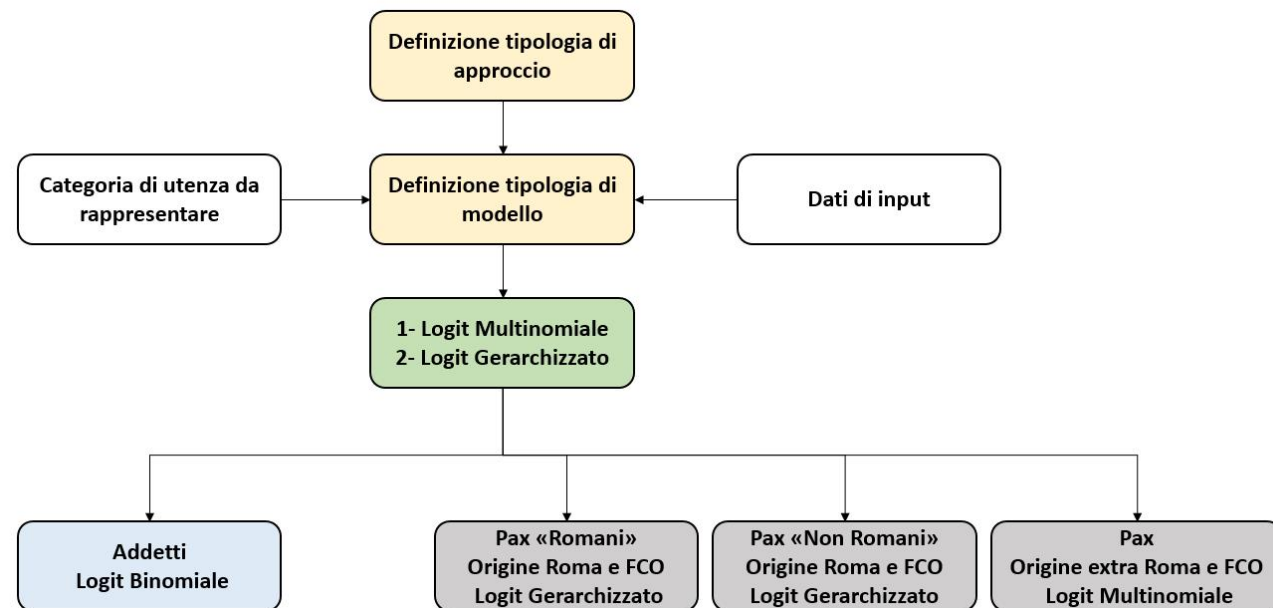 Definizione tipologia di
approccio
Categoria di utenza da
rappresentare
Definizione tipologia di
modello
Dati di input
1- Logit Multinomiale
2- Logit Gerarchizzato
Addetti
Logit Binomiale
Pax «Romani»
Origine Roma e FCO
Logit Gerarchizzato
Pax «Non Romani»
Origine Roma e FCO
Logit Gerarchizzato
Pax
Origine extra Roma e FCO
Logit Multinomiale